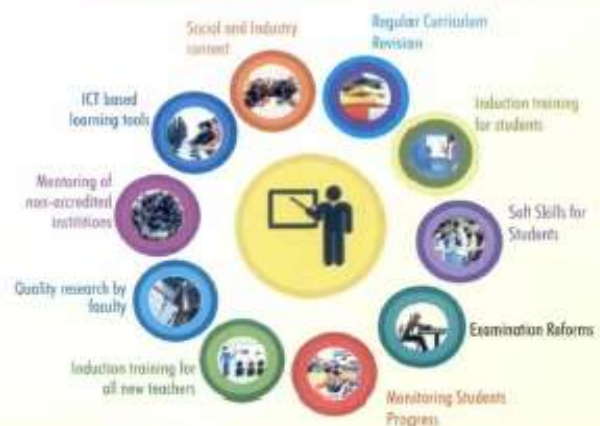 Social and Industry
connect
Regular Curriculum
Revision
ICT based
learning tools
Induction training
for students
Mentoring of
non-accredited
instititions
Soft Skills for
Students
Quality research by
faculty
Examination Reforms
Induction training for
all new teachers
Monitoring Students
Progress